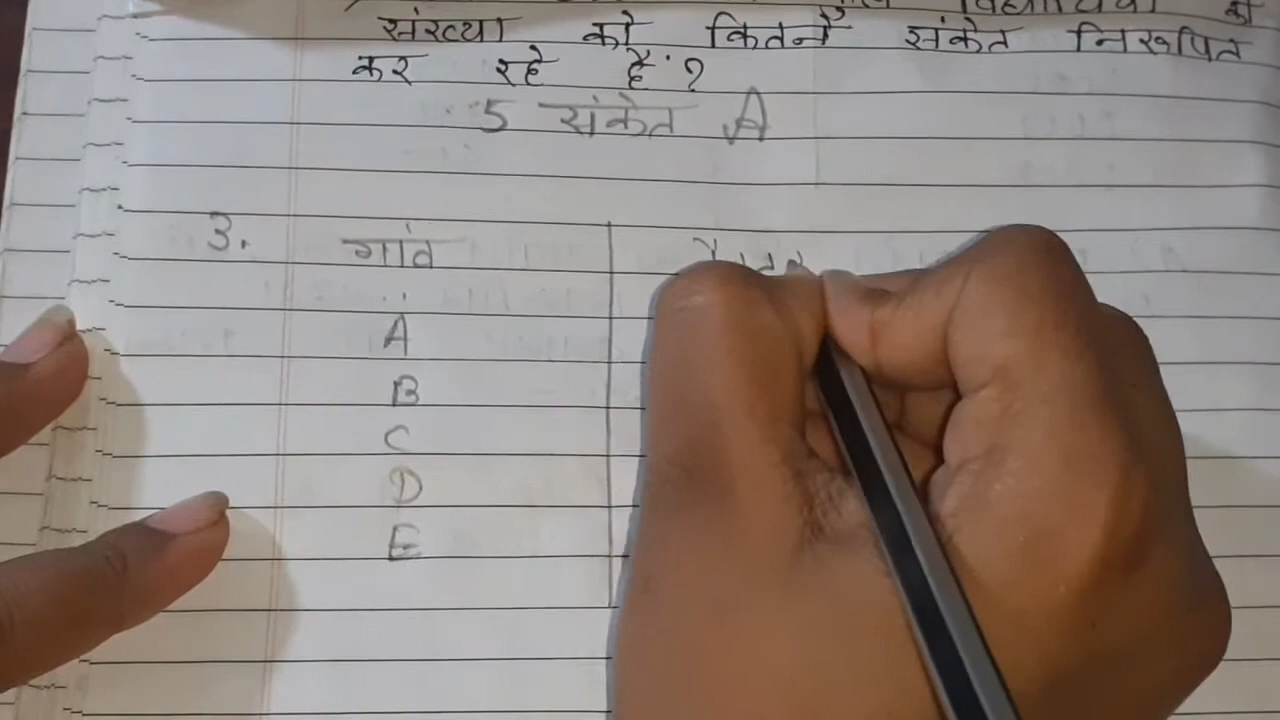 संख्या को कितने संकेत निरूपित
कर रहे हैं ?
5 संकेत A
3. गांव
A
B
C
D
E